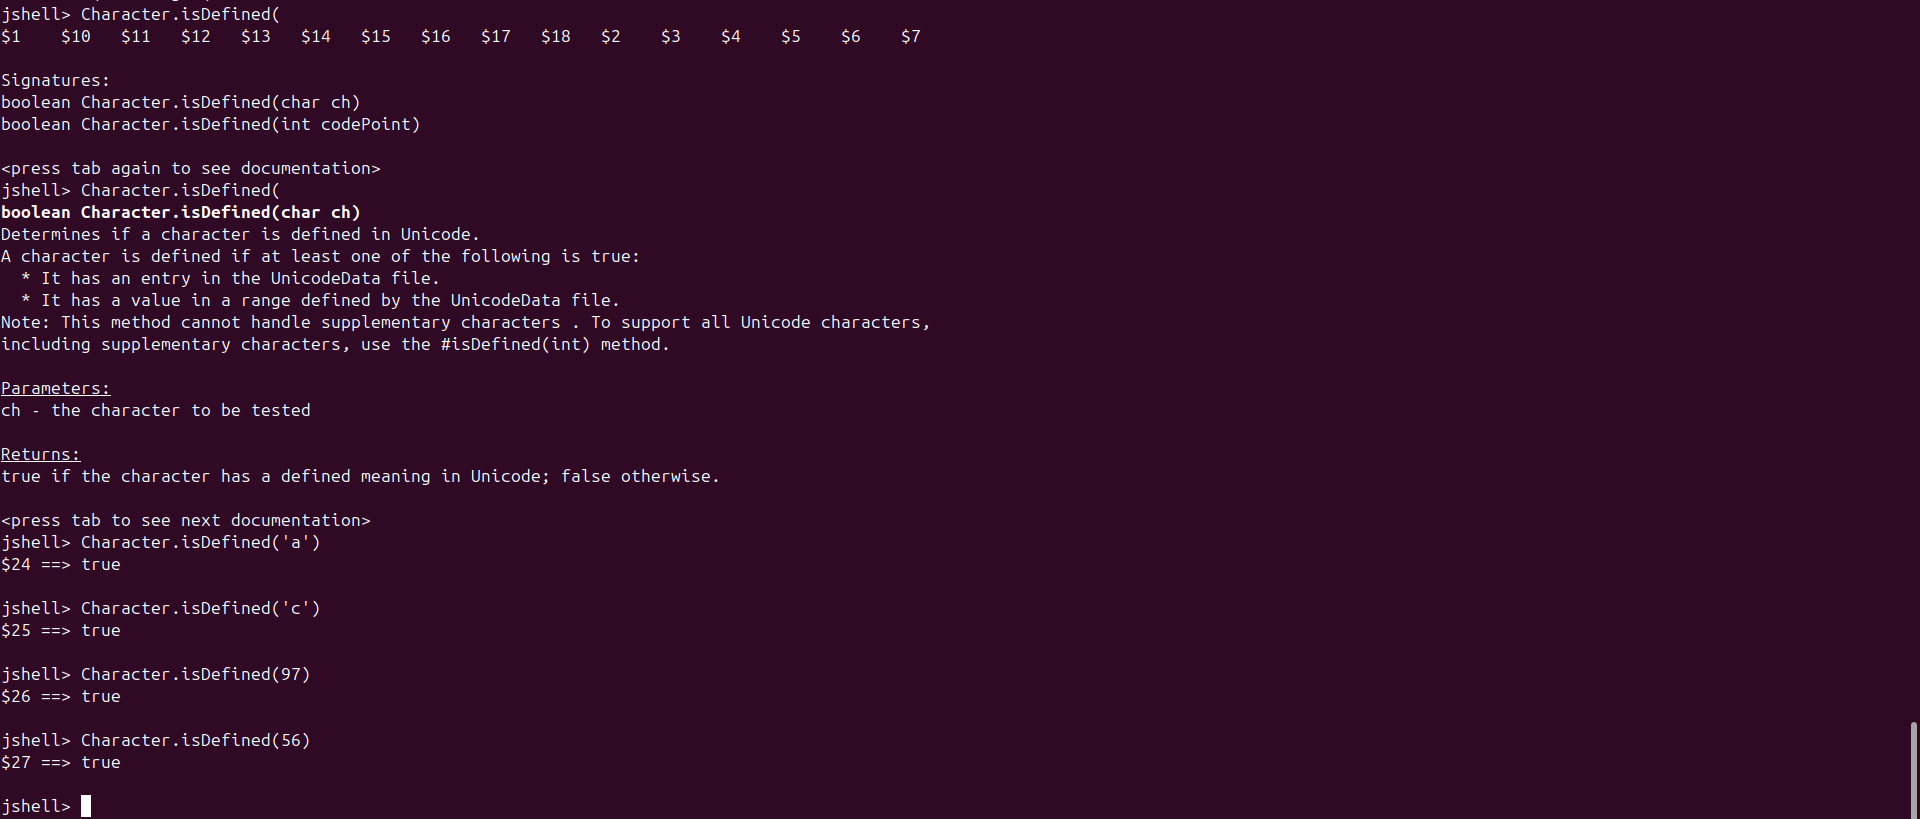 jshell> Character.isDefined(
$1    $10   $11   $12   $13   $14   $15   $16   $17   $18   $2    $3    $4    $5    $6    $7
Signatures:
boolean Character.isDefined(char ch)
boolean Character.isDefined(int codePoint)
<press tab again to see documentation>
jshell> Character.isDefined(
boolean Character.isDefined(char ch)
Determines if a character is defined in Unicode.
A character is defined if at least one of the following is true:
  * It has an entry in the UnicodeData file.
  * It has a value in a range defined by the UnicodeData file.
Note: This method cannot handle supplementary characters . To support all Unicode characters,
including supplementary characters, use the #isDefined(int) method.
Parameters:
ch - the character to be tested
Returns:
true if the character has a defined meaning in Unicode; false otherwise.
<press tab to see next documentation>
jshell> Character.isDefined('a')
$24 ==> true
jshell> Character.isDefined('c')
$25 ==> true
jshell> Character.isDefined(97)
$26 ==> true
jshell> Character.isDefined(56)
$27 ==> true
jshell>